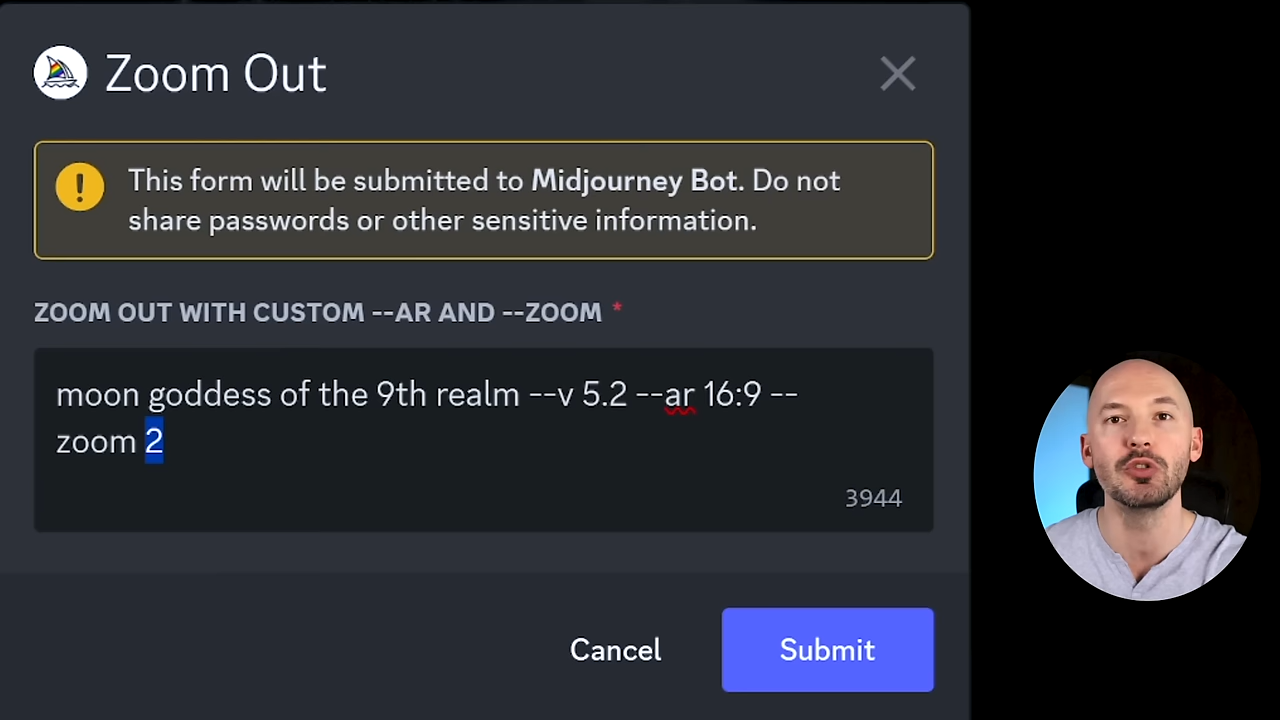 Zoom Out
This form will be submitted to Midjourney Bot. Do not
share passwords or other sensitive information.
ZOOM OUT WITH CUSTOM --AR AND --ZOOM *
moon goddess of the 9th realm --v 5.2 --ar 16:9 --
zoom 2
3944
Cancel
Submit